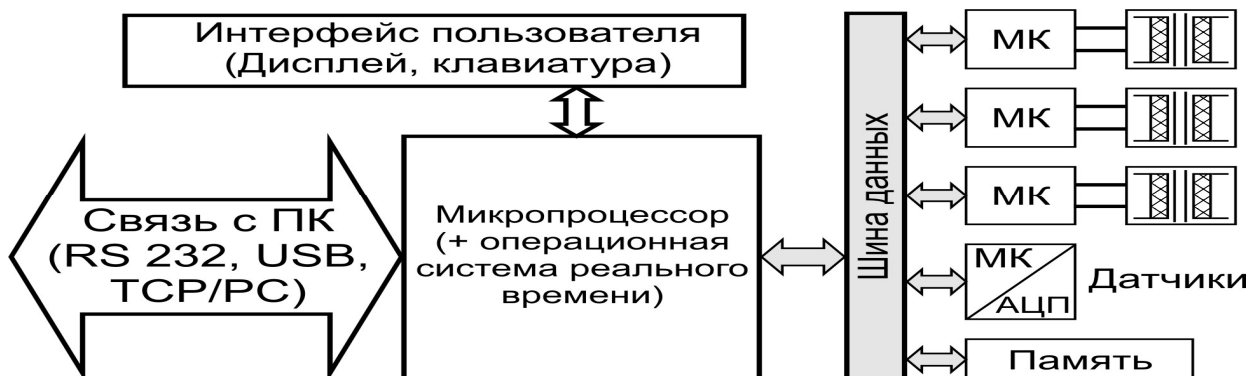 Интерфейс пользователя
(Дисплей, клавиатура)
Связь с ПК
(RS 232, USB,
TCP/PC)
Микропроцессор
(+ операционная
система реального
времени)
Шина данных
МК
МК
МК
МК
АЦП
Датчики
Память